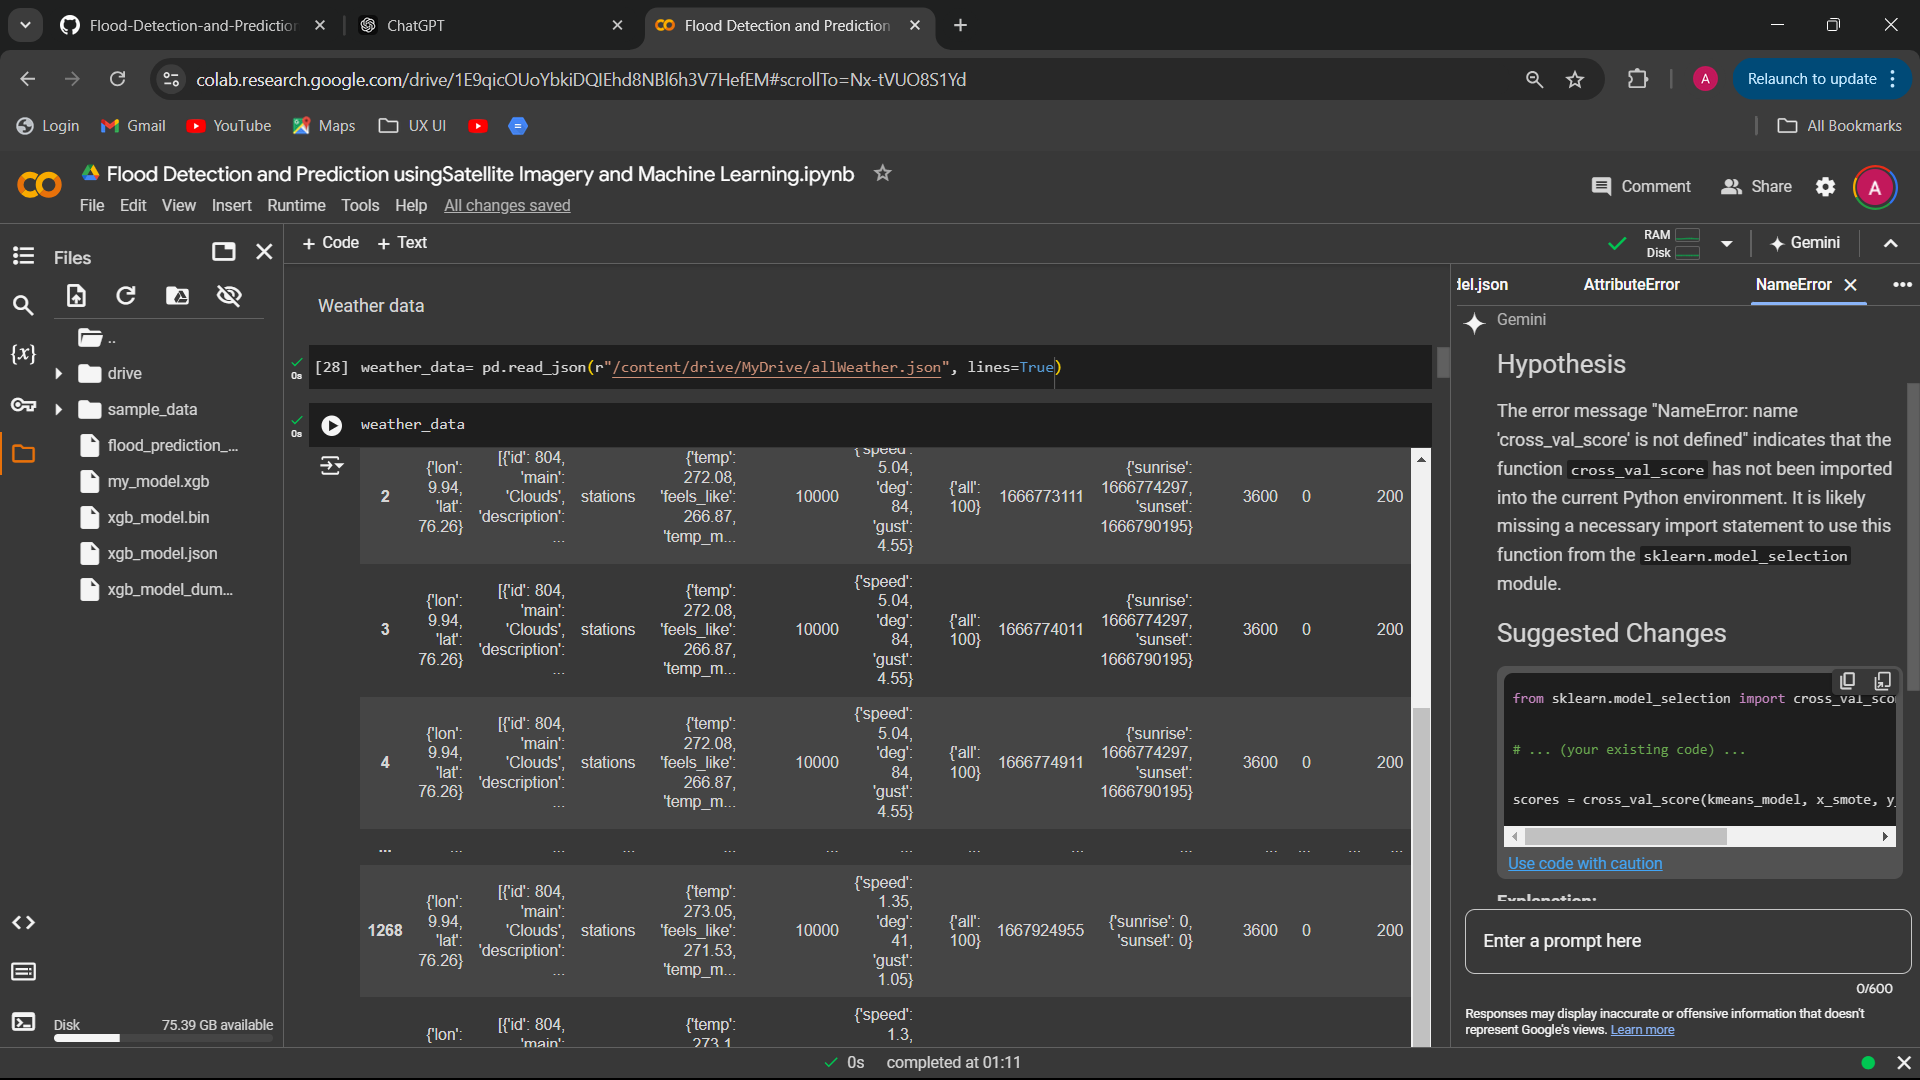 Flood-Detection-and-Prediction
ChatGPT
Flood Detection and Prediction
colab.research.google.com/drive/1E9qicOUoYbkiDQIEhd8NBl6h3V7HefEM#scrollTo=Nx-tVUO8S1Yd
A
Relaunch to update
Login
Gmail
YouTube
Maps
UX UI
All Bookmarks
Flood Detection and Prediction usingSatellite Imagery and Machine Learning.ipynb
File Edit View Insert Runtime Tools Help All changes saved
Comment
Share
A
Files
+ Code + Text
RAM
Disk
Gemini
..
drive
sample_data
flood_prediction_...
my_model.xgb
xgb_model.bin
xgb_model.json
xgb_model_dum...
Disk 75.39 GB available
Weather data
0s
[28] weather_data= pd.read_json(r"/content/drive/MyDrive/allWeather.json", lines=True)
0s
weather_data
2
{'lon':
9.94,
'lat':
76.26}
[{'id': 804,
'main':
'Clouds',
'description':
...
stations
{'temp':
272.08,
'feels_like':
266.87,
'temp_m...
10000
{'speed':
5.04,
'deg':
84,
'gust':
4.55}
{'all':
100}
1666773111
{'sunrise':
1666774297,
'sunset':
1666790195}
3600
0
200
3
{'lon':
9.94,
'lat':
76.26}
[{'id': 804,
'main':
'Clouds',
'description':
...
stations
{'temp':
272.08,
'feels_like':
266.87,
'temp_m...
10000
{'speed':
5.04,
'deg':
84,
'gust':
4.55}
{'all':
100}
1666774011
{'sunrise':
1666774297,
'sunset':
1666790195}
3600
0
200
4
{'lon':
9.94,
'lat':
76.26}
[{'id': 804,
'main':
'Clouds',
'description':
...
stations
{'temp':
272.08,
'feels_like':
266.87,
'temp_m...
10000
{'speed':
5.04,
'deg':
84,
'gust':
4.55}
{'all':
100}
1666774911
{'sunrise':
1666774297,
'sunset':
1666790195}
3600
0
200
... ... ... ... ... ... ... ... ... ... ... ... ... ...
1268
{'lon':
9.94,
'lat':
76.26}
[{'id': 804,
'main':
'Clouds',
'description':
...
stations
{'temp':
273.05,
'feels_like':
271.53,
'temp_m...
10000
{'speed':
1.35,
'deg':
41,
'gust':
1.05}
{'all':
100}
1667924955
{'sunrise': 0,
'sunset': 0}
3600
0
200
{'lon':
[{'id': 804,
'main':
{'temp':
273.1
{'speed':
1.3,
del.json
AttributeError
NameError
Gemini
Hypothesis
The error message "NameError: name
'cross_val_score' is not defined" indicates that the
function cross_val_score has not been imported
into the current Python environment. It is likely
missing a necessary import statement to use this
function from the sklearn.model_selection
module.
Suggested Changes
from sklearn.model_selection import cross_val_sco
# ... (your existing code) ...
scores = cross_val_score(kmeans_model, x_smote, y_
Use code with caution
Explanation:
Enter a prompt here
0/600
Responses may display inaccurate or offensive information that doesn't
represent Google's views. Learn more
0s completed at 01:11